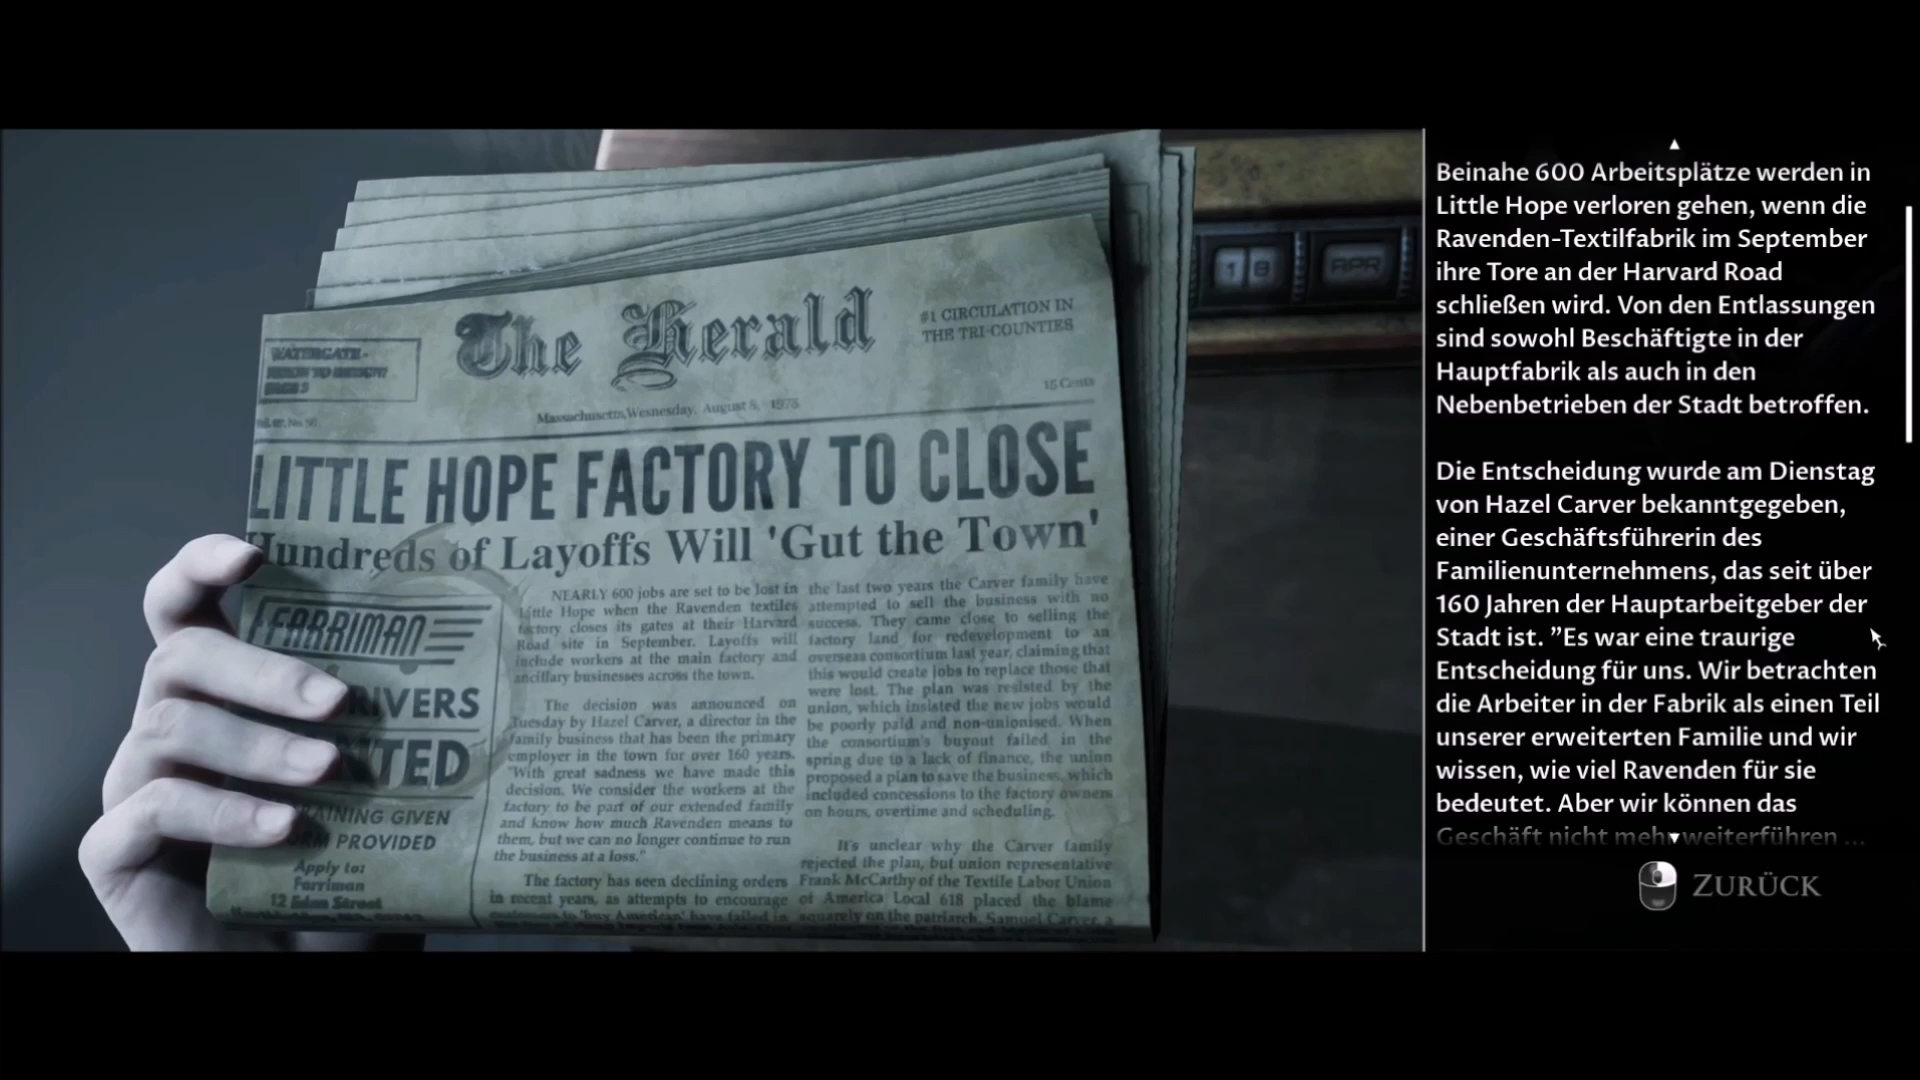 WATERGATE-
PAGE 3
The Herald
#1 CIRCULATION IN
THE TRI-COUNTIES
15 Cents
Massachusetts, Wesnesday, August 8, 1973
LITTLE HOPE FACTORY TO CLOSE
Hundreds of Layoffs Will 'Gut the Town'
FARRIMAN
RIVERS
NTED
AINING GIVEN
RM PROVIDED
Apply to:
Farriman
12 Eden Street
NEARLY 600 jobs are set to be lost in
Little Hope when the Ravenden textiles
factory closes its gates at their Harvard
Road site in September. Layoffs will
include workers at the main factory and
ancillary businesses across the town.
The decision was announced on
Tuesday by Hazel Carver, a director in the
family business that has been the primary
employer in the town for over 160 years.
"With great sadness we have made this
decision. We consider the workers at the
factory to be part of our extended family
and know how much Ravenden means to
them, but we can no longer continue to run
the business at a loss."
The factory has seen declining orders
in recent years, as attempts to encourage
customers to 'buy American' have failed in
the last two years the Carver family have
attempted to sell the business with no
success. They came close to selling the
factory land for redevelopment to an
overseas consortium last year, claiming that
this would create jobs to replace those that
were lost. The plan was resisted by the
union, which insisted the new jobs would
be poorly paid and non-unionised. When
the consortium's buyout failed in the
spring due to a lack of finance, the union
proposed a plan to save the business, which
included concessions to the factory owners
on hours, overtime and scheduling.
It's unclear why the Carver family
rejected the plan, but union representative
Frank McCarthy of the Textile Labor Union
of America Local 618 placed the blame
squarely on the patriarch, Samuel Carver, a
18 APR
Beinahe 600 Arbeitsplätze werden in
Little Hope verloren gehen, wenn die
Ravenden-Textilfabrik im September
ihre Tore an der Harvard Road
schließen wird. Von den Entlassungen
sind sowohl Beschäftigte in der
Hauptfabrik als auch in den
Nebenbetrieben der Stadt betroffen.
Die Entscheidung wurde am Dienstag
von Hazel Carver bekanntgegeben,
einer Geschäftsführerin des
Familienunternehmens, das seit über
160 Jahren der Hauptarbeitgeber der
Stadt ist. "Es war eine traurige
Entscheidung für uns. Wir betrachten
die Arbeiter in der Fabrik als einen Teil
unserer erweiterten Familie und wir
wissen, wie viel Ravenden für sie
bedeutet. Aber wir können das
Geschäft nicht mehr weiterführen ...
ZURÜCK